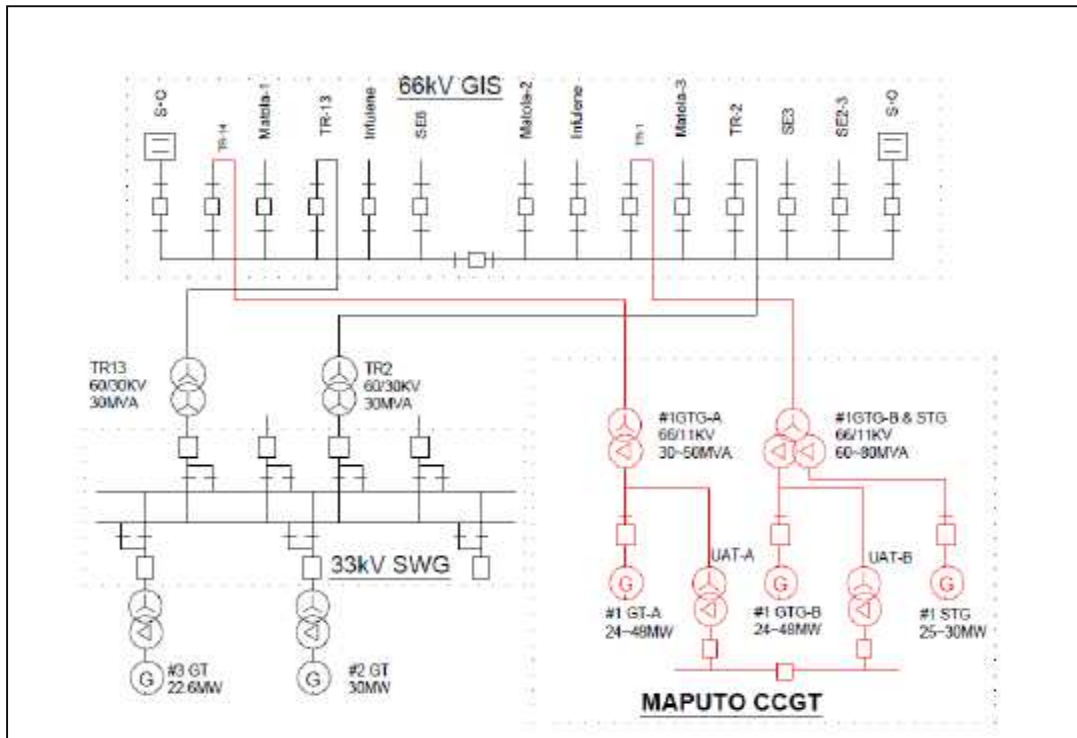 66kV GIS
S•O
TR-14
Matola-1
TR-13
Infulene
SE6
Matola-2
Infulene
TR-1
Matola-3
TR-2
SE3
SE2-3
S•O
TR13
60/30KV
30MVA
TR2
60/30KV
30MVA
#1GTG-A
66/11KV
30~50MVA
#1GTG-B & STG
66/11KV
60~80MVA
33kV SWG
UAT-A
UAT-B
G
#1 GT-A
24~48MW
G
#1 GTG-B
24~48MW
G
#1 STG
25~30MW
G
#3 GT
22.6MW
G
#2 GT
30MW
MAPUTO CCGT